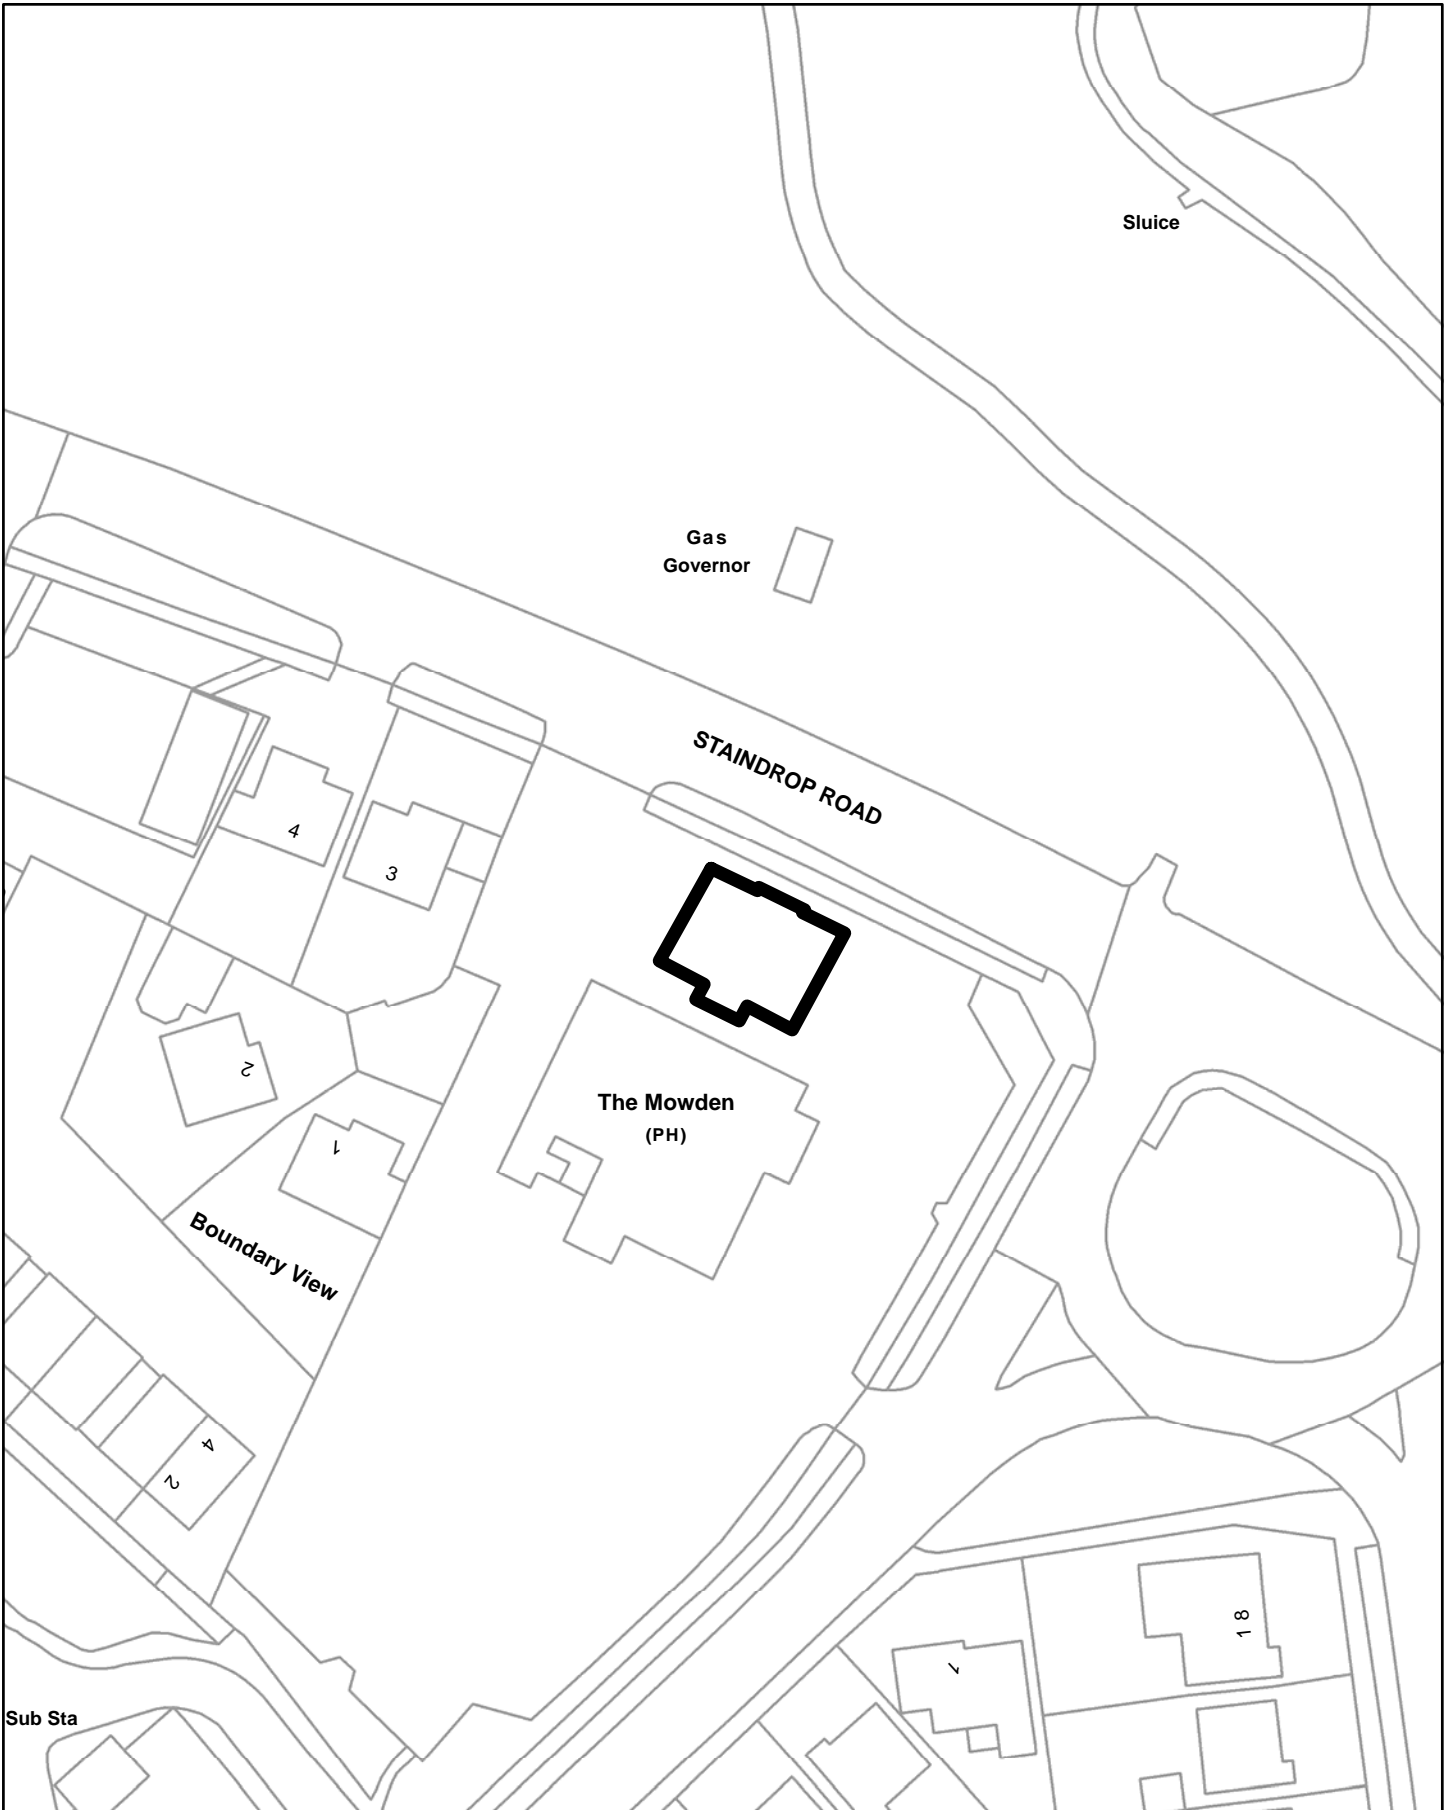 Sluice
Gas
Governor
STAINDROP ROAD
4
3
2
The Mowden
(PH)
1
Boundary View
4
2
18
1
Sub Sta